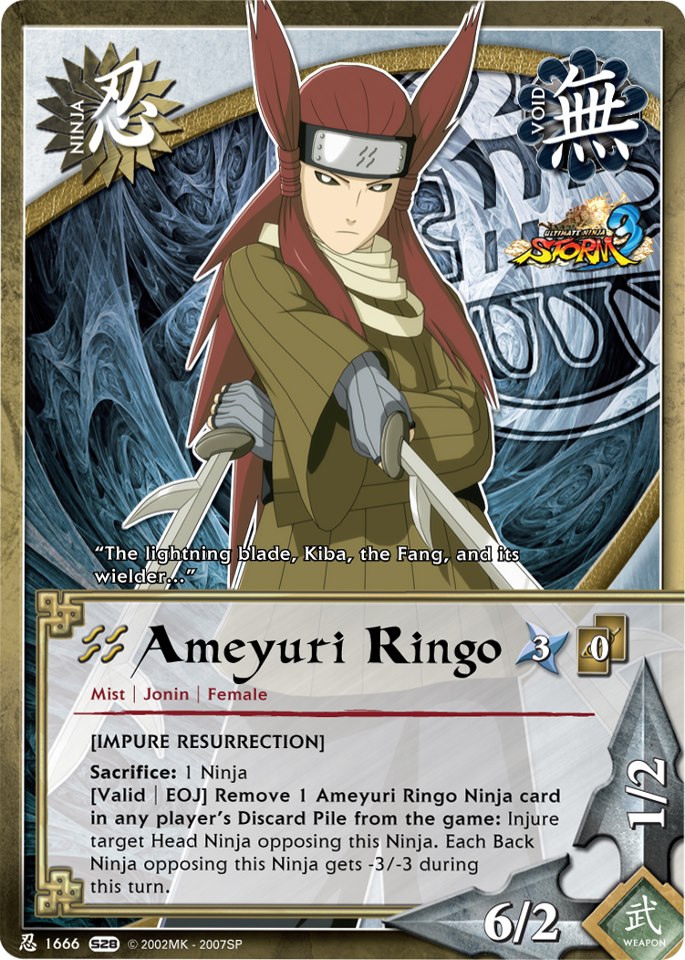 NINJA
忍
VOID
無
ULTIMATE NINJA
STORM 3
“The lightning blade, Kiba, the Fang, and its
wielder...”
Ameyuri Ringo
3
0
Mist | Jonin | Female
[IMPURE RESURRECTION]
Sacrifice: 1 Ninja
[Valid | EOJ] Remove 1 Ameyuri Ringo Ninja card
in any player's Discard Pile from the game: Injure
target Head Ninja opposing this Ninja. Each Back
Ninja opposing this Ninja gets -3/-3 during
this turn.
1/2
6/2
武
WEAPON
忍 1666 S28 © 2002MK - 2007SP